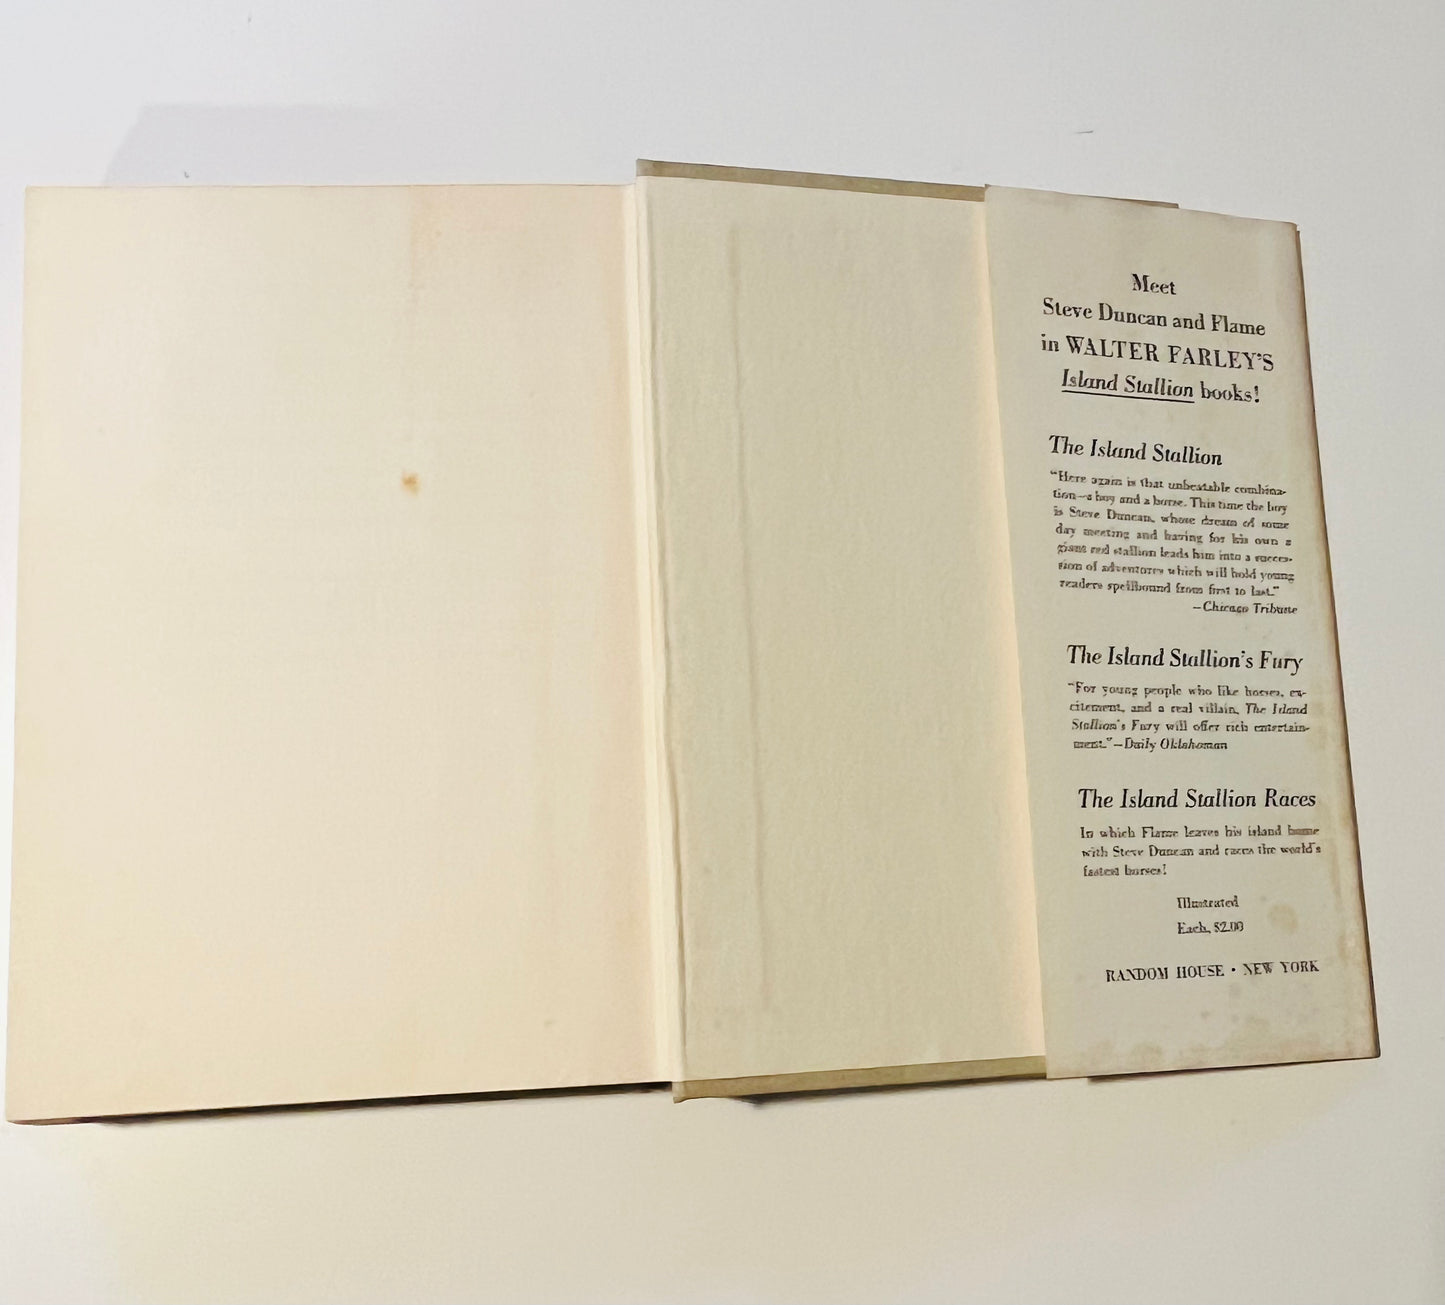 Meet
Steve Duncan and Flame
in WALTER FARLEY'S
Island Stallion books!
The Island Stallion
"Here again is that unbeatable combina-
tion—a boy and a horse. This time the boy
is Steve Duncan, whose dream of some
day meeting and having for his own a
giant red stallion leads him into a succes-
sion of adventures which will hold young
readers spellbound from first to last."
—Chicago Tribune
The Island Stallion's Fury
"For young people who like horses, ex-
citement, and a real villain, The Island
Stallion's Fury will offer rich entertain-
ment."—Daily Oklahoman
The Island Stallion Races
In which Flame leaves his island home
with Steve Duncan and races the world's
fastest horses!
Illustrated
Each, $2.00
RANDOM HOUSE • NEW YORK